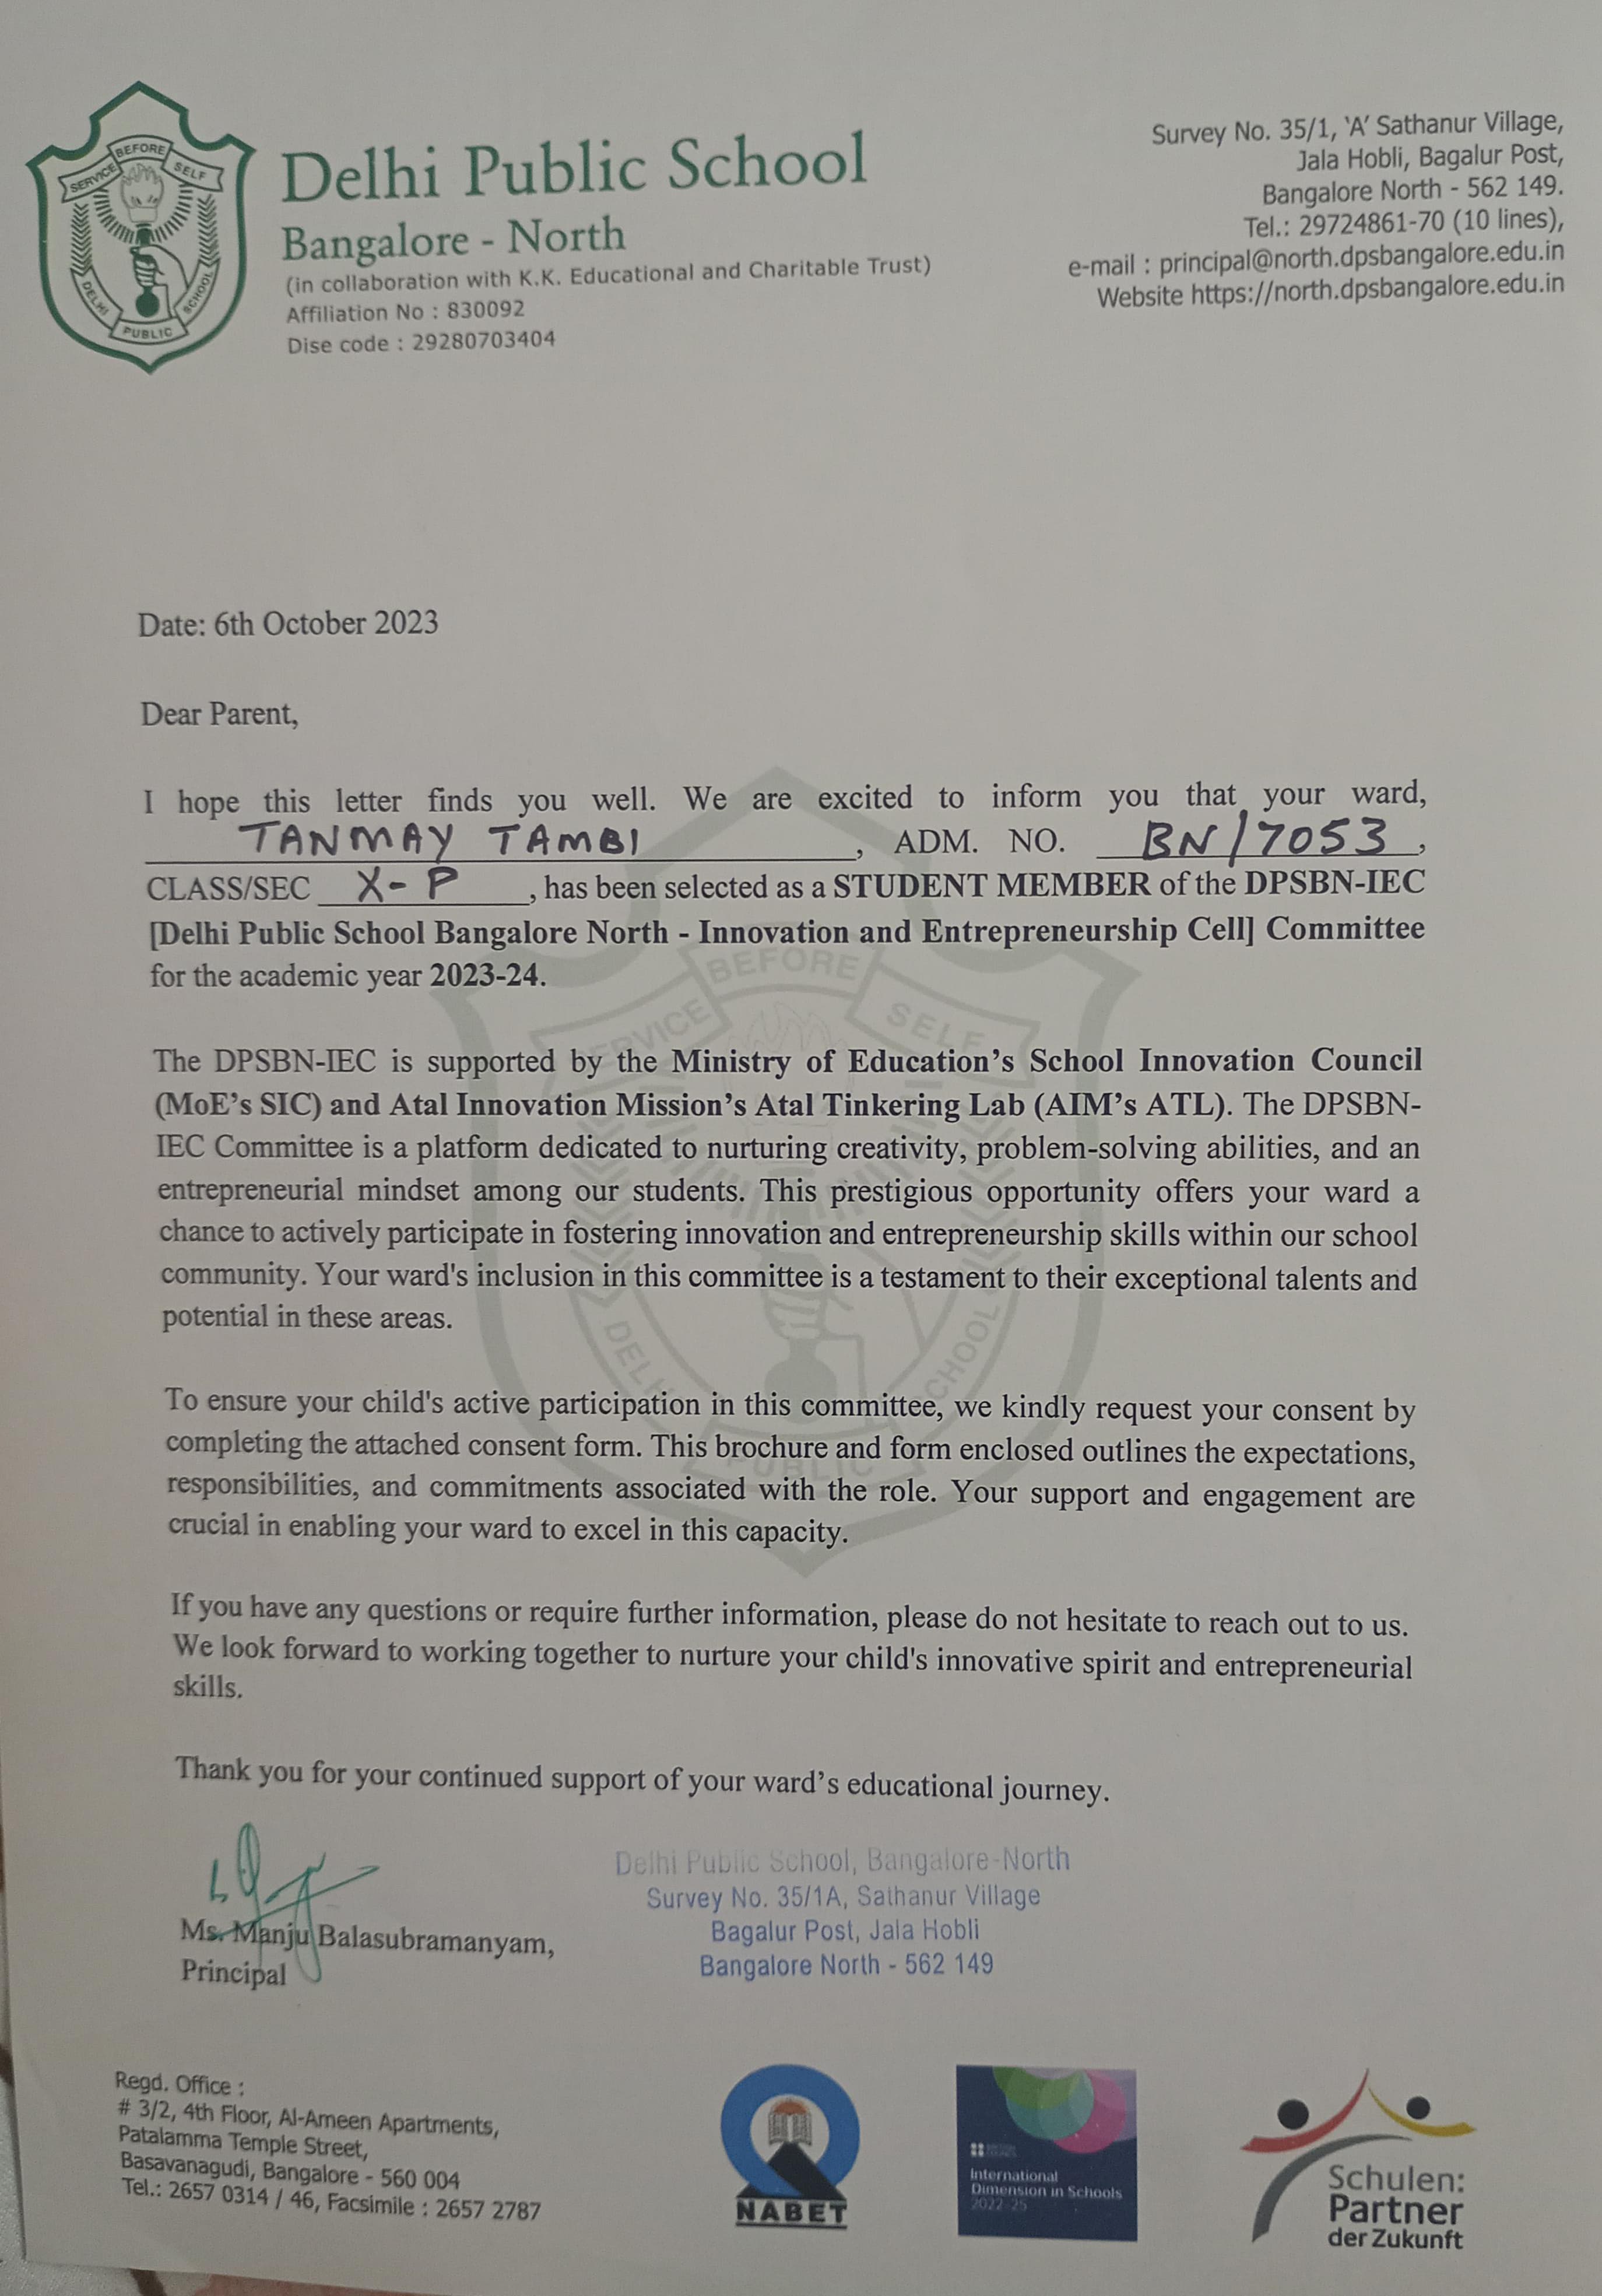 SERVICE BEFORE SELF
DELHI PUBLIC SCHOOL
Delhi Public School
Bangalore - North
(in collaboration with K.K. Educational and Charitable Trust)
Affiliation No : 830092
Dise code : 29280703404
Survey No. 35/1, ‘A’ Sathanur Village,
Jala Hobli, Bagalur Post,
Bangalore North - 562 149.
Tel.: 29724861-70 (10 lines),
e-mail : principal@north.dpsbangalore.edu.in
Website https://north.dpsbangalore.edu.in
Date: 6th October 2023
Dear Parent,
I hope this letter finds you well. We are excited to inform you that your ward,
TANMAY TAMBI, ADM. NO. BN/7053,
CLASS/SEC X-P, has been selected as a STUDENT MEMBER of the DPSBN-IEC
[Delhi Public School Bangalore North - Innovation and Entrepreneurship Cell] Committee
for the academic year 2023-24.
The DPSBN-IEC is supported by the Ministry of Education’s School Innovation Council
(MoE’s SIC) and Atal Innovation Mission’s Atal Tinkering Lab (AIM’s ATL). The DPSBN-
IEC Committee is a platform dedicated to nurturing creativity, problem-solving abilities, and an
entrepreneurial mindset among our students. This prestigious opportunity offers your ward a
chance to actively participate in fostering innovation and entrepreneurship skills within our school
community. Your ward's inclusion in this committee is a testament to their exceptional talents and
potential in these areas.
To ensure your child's active participation in this committee, we kindly request your consent by
completing the attached consent form. This brochure and form enclosed outlines the expectations,
responsibilities, and commitments associated with the role. Your support and engagement are
crucial in enabling your ward to excel in this capacity.
If you have any questions or require further information, please do not hesitate to reach out to us.
We look forward to working together to nurture your child's innovative spirit and entrepreneurial
skills.
Thank you for your continued support of your ward’s educational journey.
Ms. Manju Balasubramanyam,
Principal
Delhi Public School, Bangalore-North
Survey No. 35/1A, Sathanur Village
Bagalur Post, Jala Hobli
Bangalore North - 562 149
Regd. Office :
# 3/2, 4th Floor, Al-Ameen Apartments,
Patalamma Temple Street,
Basavanagudi, Bangalore - 560 004
Tel.: 2657 0314 / 46, Facsimile : 2657 2787
NABET
International
Dimension in Schools
2022-25
Schulen:
Partner
der Zukunft